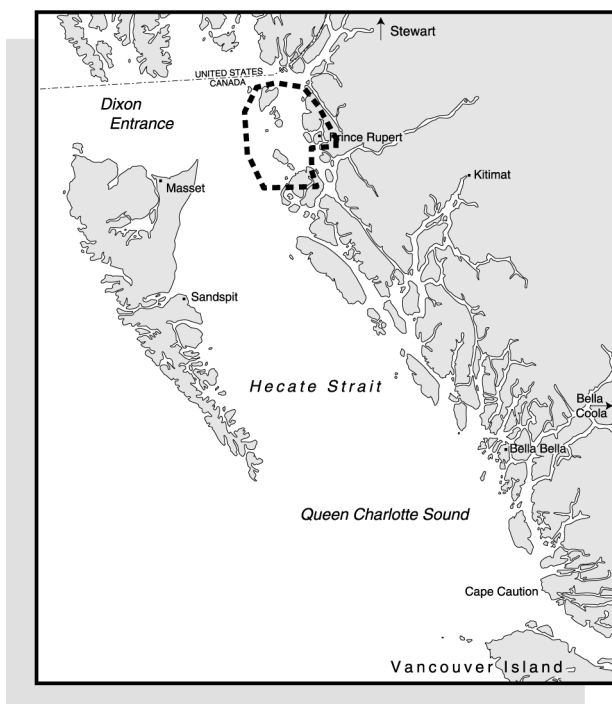 Stewart
UNITED STATES
CANADA
Dixon
Entrance
Prince Rupert
Masset
Kitimat
Sandspit
Hecate Strait
Bella
Coola
Bella Bella
Queen Charlotte Sound
Cape Caution
Vancouver Island